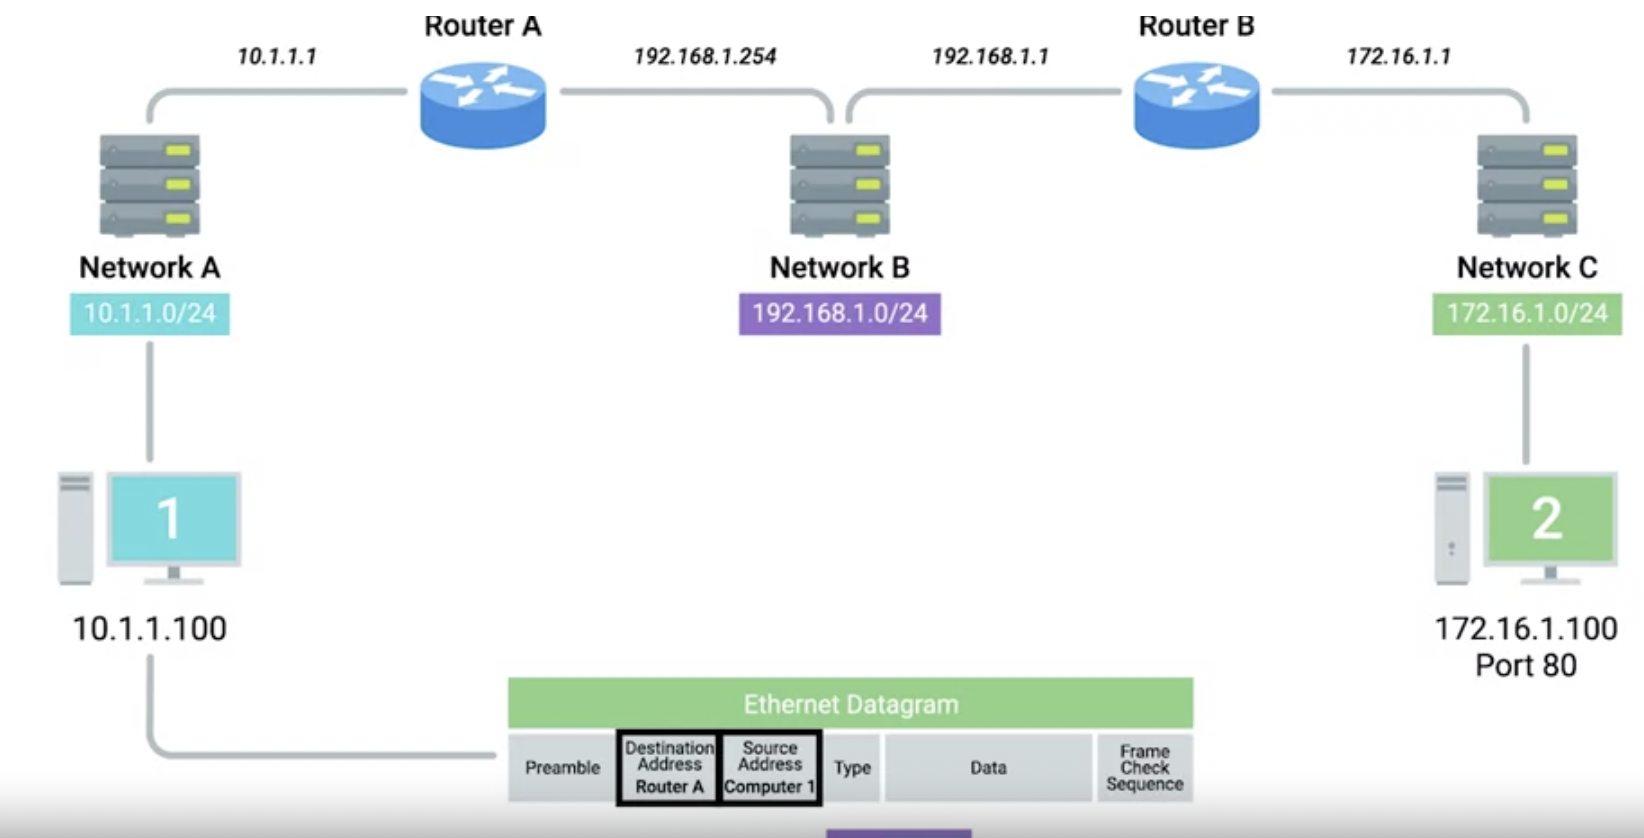 Router A
Router B
10.1.1.1
192.168.1.254
192.168.1.1
172.16.1.1
Network A
Network B
Network C
10.1.1.0/24
192.168.1.0/24
172.16.1.0/24
1
2
10.1.1.100
172.16.1.100
Port 80
Ethernet Datagram
Preamble
Destination
Address
Router A
Source
Address
Computer 1
Type
Data
Frame
Check
Sequence